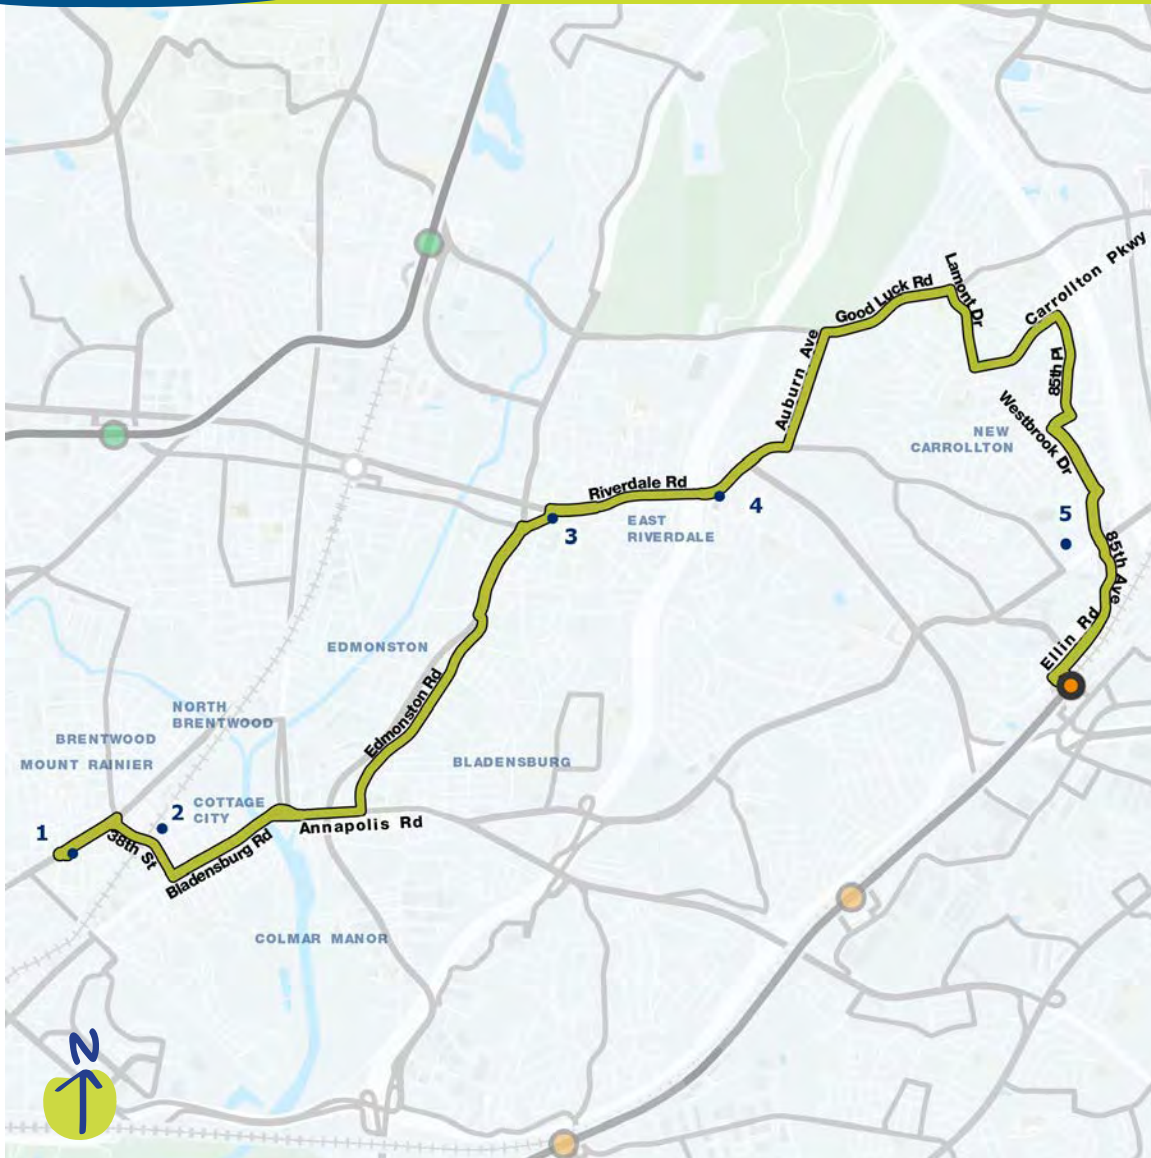 Carrollton Pkwy
Lamont Dr
Good Luck Rd
Auburn Ave
85th Pl
Westbrook Dr
NEW
CARROLLTON
Riverdale Rd
4
5
3
EAST
RIVERDALE
85th Ave
Ellin Rd
EDMONSTON
Edmonston Rd
NORTH
BRENTWOOD
BRENTWOOD
MOUNT RAINIER
BLADENSBURG
COTTAGE
CITY
2
1
38th St
Annapolis Rd
Bladensburg Rd
COLMAR MANOR
N